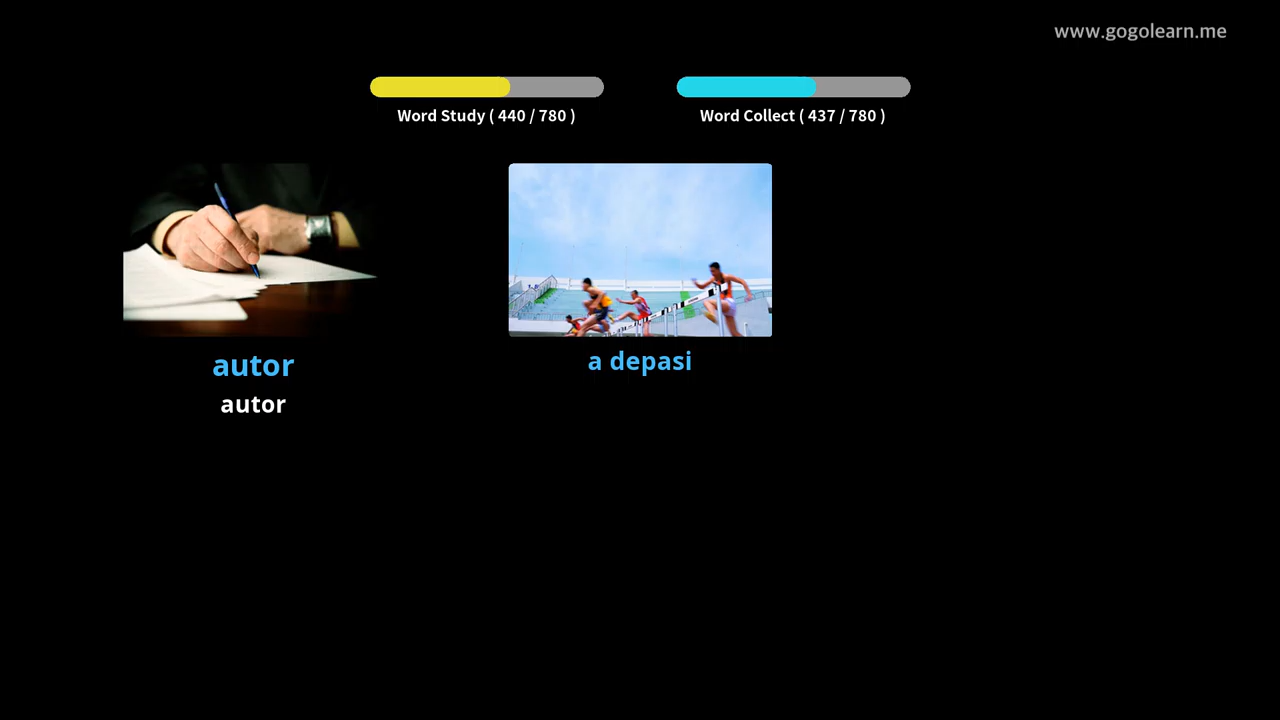 www.gogolearn.me
Word Study ( 440 / 780 )
Word Collect ( 437 / 780 )
autor
autor
a depasi